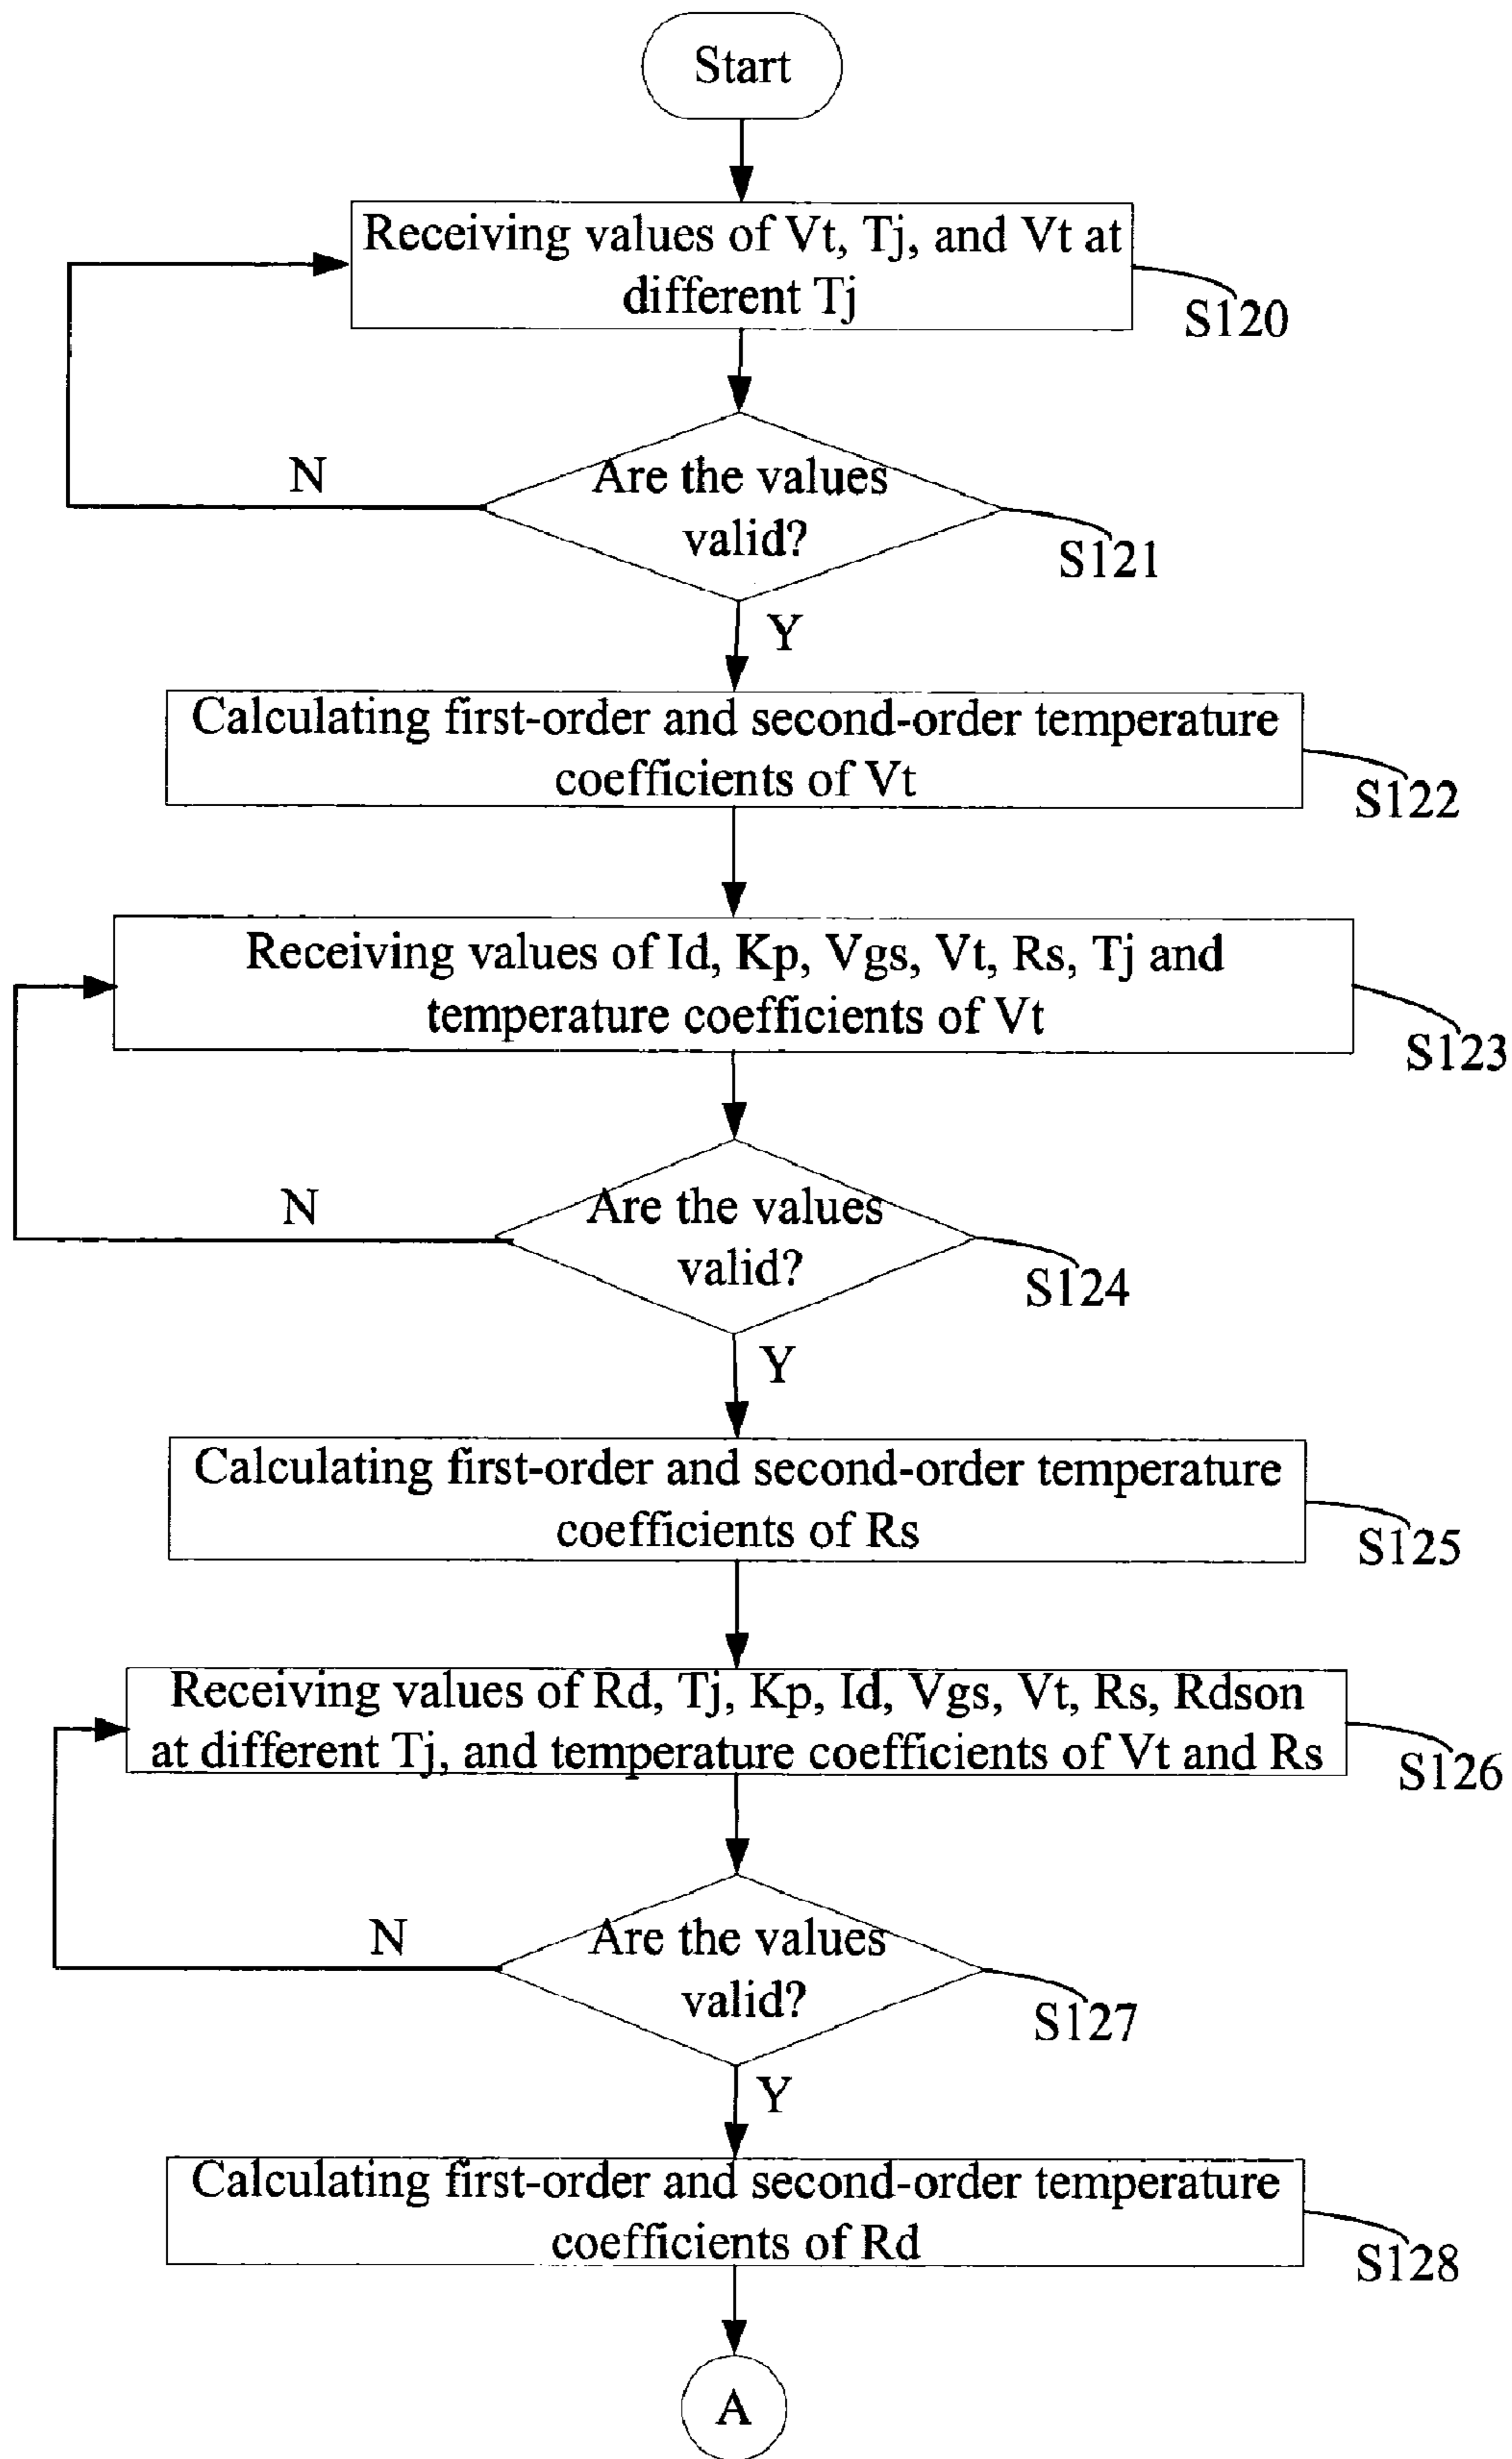 Start
Receiving values of Vt, Tj, and Vt at
different Tj
S120
Are the values
valid?
N
S121
Y
Calculating first-order and second-order temperature
coefficients of Vt
S122
Receiving values of Id, Kp, Vgs, Vt, Rs, Tj and
temperature coefficients of Vt
S123
Are the values
valid?
N
S124
Y
Calculating first-order and second-order temperature
coefficients of Rs
S125
Receiving values of Rd, Tj, Kp, Id, Vgs, Vt, Rs, Rdson
at different Tj, and temperature coefficients of Vt and Rs
S126
Are the values
valid?
N
S127
Y
Calculating first-order and second-order temperature
coefficients of Rd
S128
A